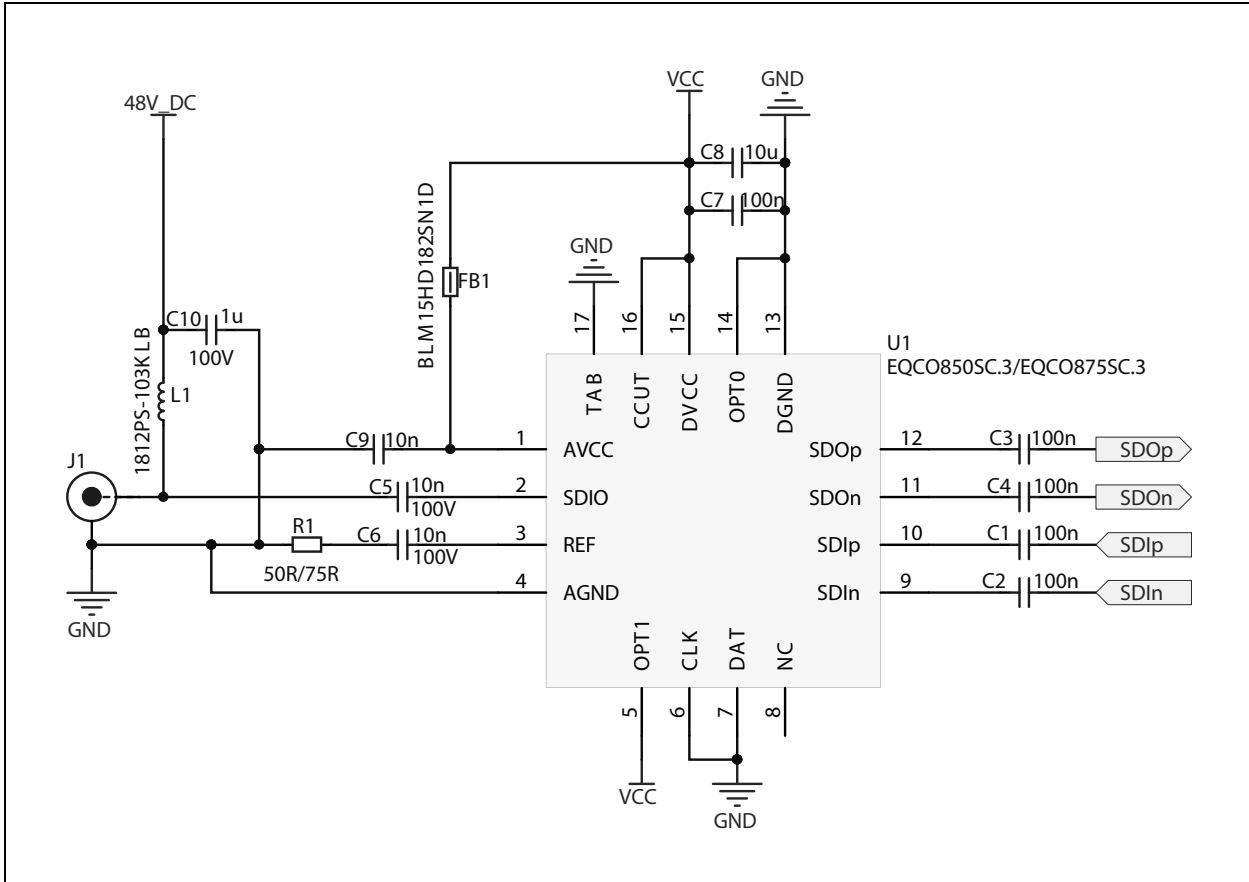 VCC
GND
48V_DC
C8 10u
C7 100n
BLM15HD182SN1D
FB1
GND
C10 1u
100V
1812PS-103KLB
L1
17
16
15
14
13
U1
EQCO850SC.3/EQCO875SC.3
TAB
CCUT
DVCC
OPT0
DGND
J1
C9 10n
1
AVCC
SDOp
12
C3 100n
SDOp
C5 10n
100V
2
SDIO
SDOn
11
C4 100n
SDOn
R1
50R/75R
C6 10n
100V
3
REF
SDIp
10
C1 100n
SDIp
4
AGND
SDIn
9
C2 100n
SDIn
GND
OPT1
CLK
DAT
NC
5
6
7
8
VCC
GND